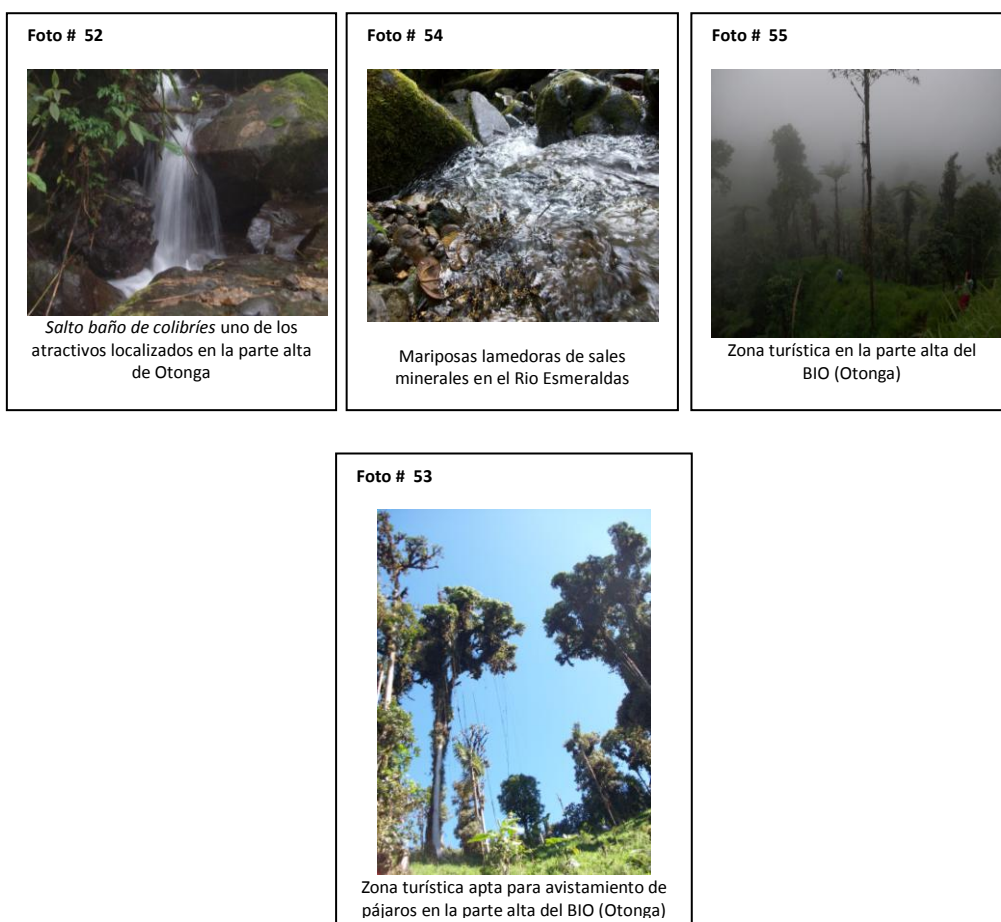 Foto # 52
Salto baño de colibríes uno de los
atractivos localizados en la parte alta
de Otonga
Foto # 54
Mariposas lamedoras de sales
minerales en el Rio Esmeraldas
Foto # 55
Zona turística en la parte alta del
BIO (Otonga)
Foto # 53
Zona turística apta para avistamiento de
pájaros en la parte alta del BIO (Otonga)